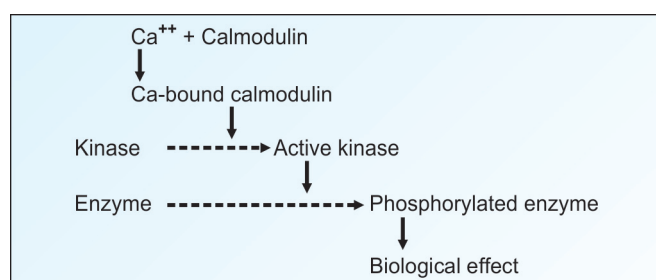 Ca++ + Calmodulin
Ca-bound calmodulin
Kinase Active kinase
Enzyme Phosphorylated enzyme
Biological effect